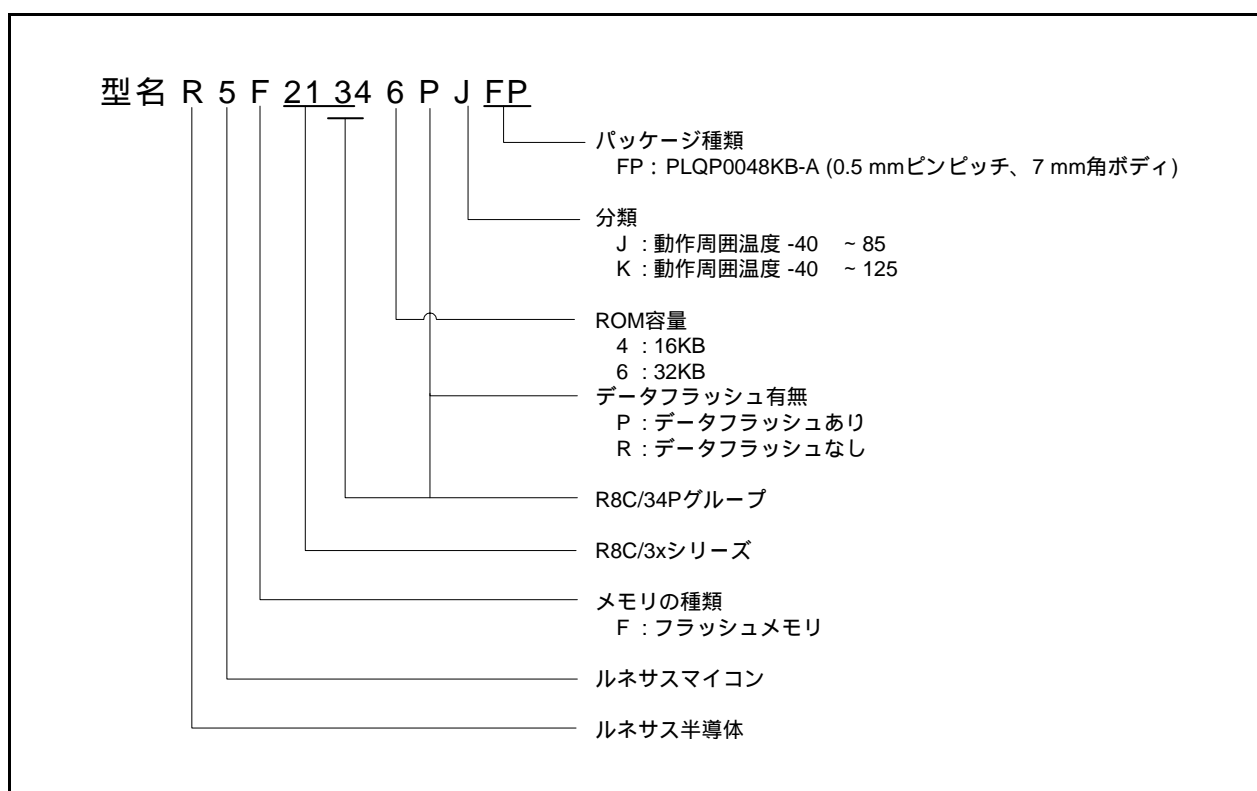 型名 R 5 F 21 34 6 P J FP
パッケージ種類
FP : PLQP0048KB-A (0.5 mmピンピッチ、7 mm角ボディ)
分類
J : 動作周囲温度 -40 ~ 85
K : 動作周囲温度 -40 ~ 125
ROM容量
4 : 16KB
6 : 32KB
データフラッシュ有無
P : データフラッシュあり
R : データフラッシュなし
R8C/34Pグループ
R8C/3xシリーズ
メモリの種類
F : フラッシュメモリ
ルネサスマイコン
ルネサス半導体